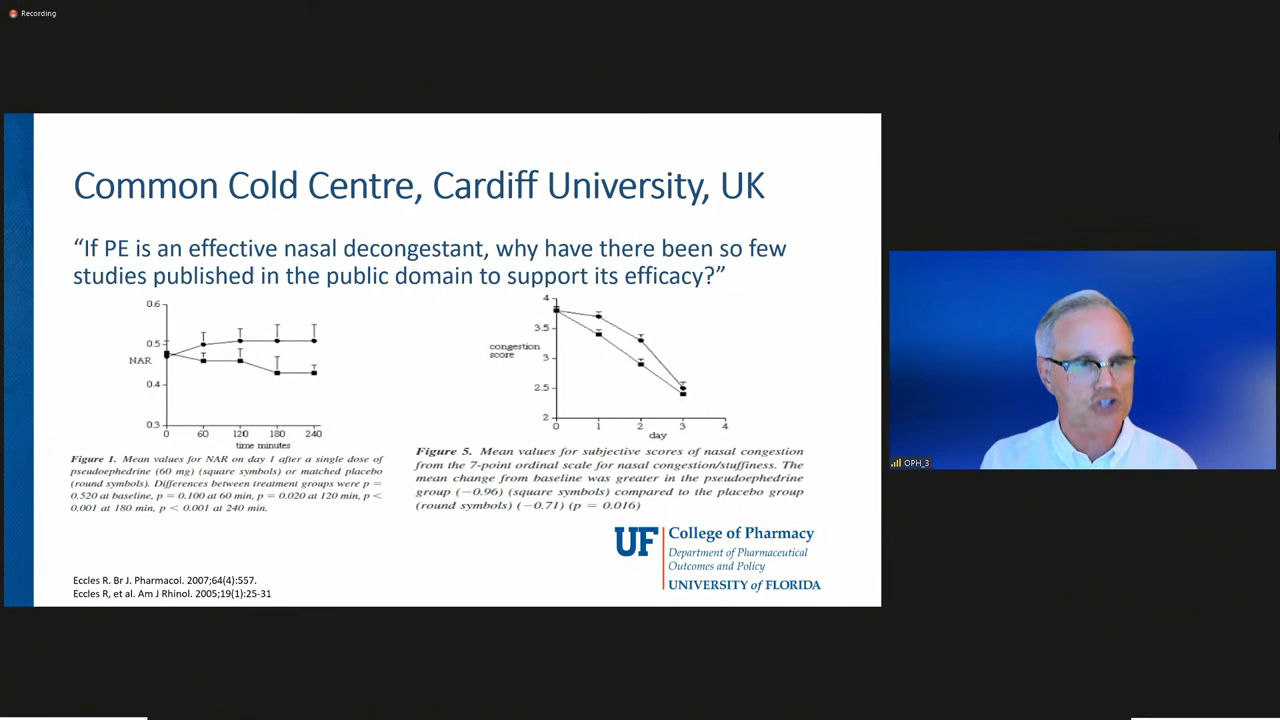 Recording
Common Cold Centre, Cardiff University, UK
“If PE is an effective nasal decongestant, why have there been so few
studies published in the public domain to support its efficacy?”
0.6
0.5
NAR
0.4
0.3
0 60 120 180 240
time minutes
Figure 1. Mean values for NAR on day 1 after a single dose of
pseudoephedrine (60 mg) (square symbols) or matched placebo
(round symbols). Differences between treatment groups were p =
0.520 at baseline, p = 0.100 at 60 min, p = 0.020 at 120 min, p <
0.001 at 180 min, p < 0.001 at 240 min.
4
3.5
congestion
score
3
2.5
2
0 1 2 3 4
day
Figure 5. Mean values for subjective scores of nasal congestion
from the 7-point ordinal scale for nasal congestion/stuffiness. The
mean change from baseline was greater in the pseudoephedrine
group (−0.96) (square symbols) compared to the placebo group
(round symbols) (−0.71) (p = 0.016)
UF
College of Pharmacy
Department of Pharmaceutical
Outcomes and Policy
UNIVERSITY of FLORIDA
Eccles R. Br J. Pharmacol. 2007;64(4):557.
Eccles R, et al. Am J Rhinol. 2005;19(1):25-31
OPH_3